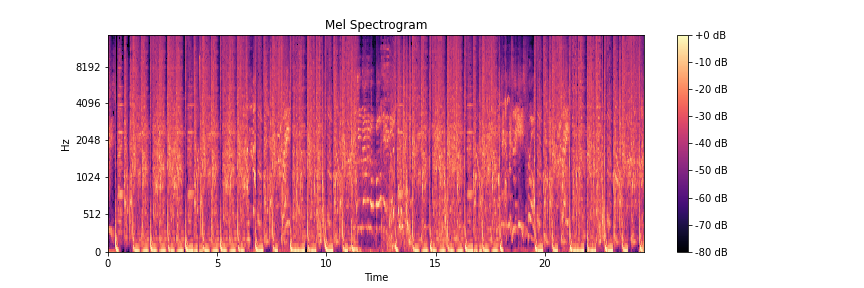 Mel Spectrogram
Hz
8192
4096
2048
1024
512
0
0
5
10
15
20
Time
+0 dB
-10 dB
-20 dB
-30 dB
-40 dB
-50 dB
-60 dB
-70 dB
-80 dB